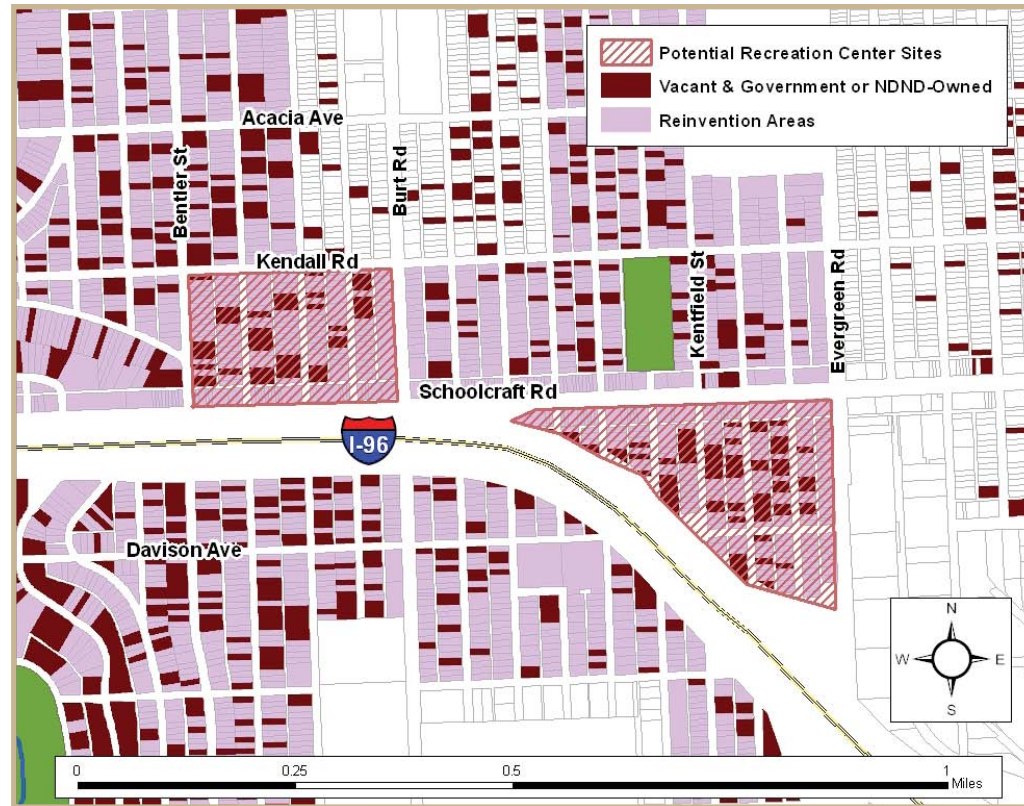 Potential Recreation Center Sites
Vacant & Government or NDND-Owned
Reinvention Areas
Acacia Ave
Bentler St
Burt Rd
Kendall Rd
Kentfield St
Evergreen Rd
Schoolcraft Rd
I-96
Davison Ave
N
W E
S
0 0.25 0.5 1
Miles